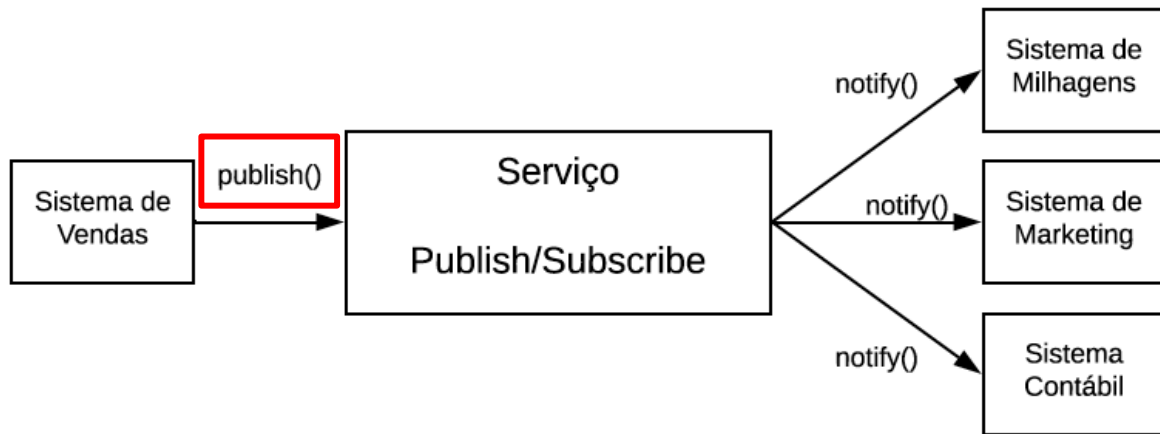 Sistema de
Vendas
publish()
Serviço
Publish/Subscribe
notify()
Sistema de
Milhagens
notify()
Sistema de
Marketing
notify()
Sistema
Contábil